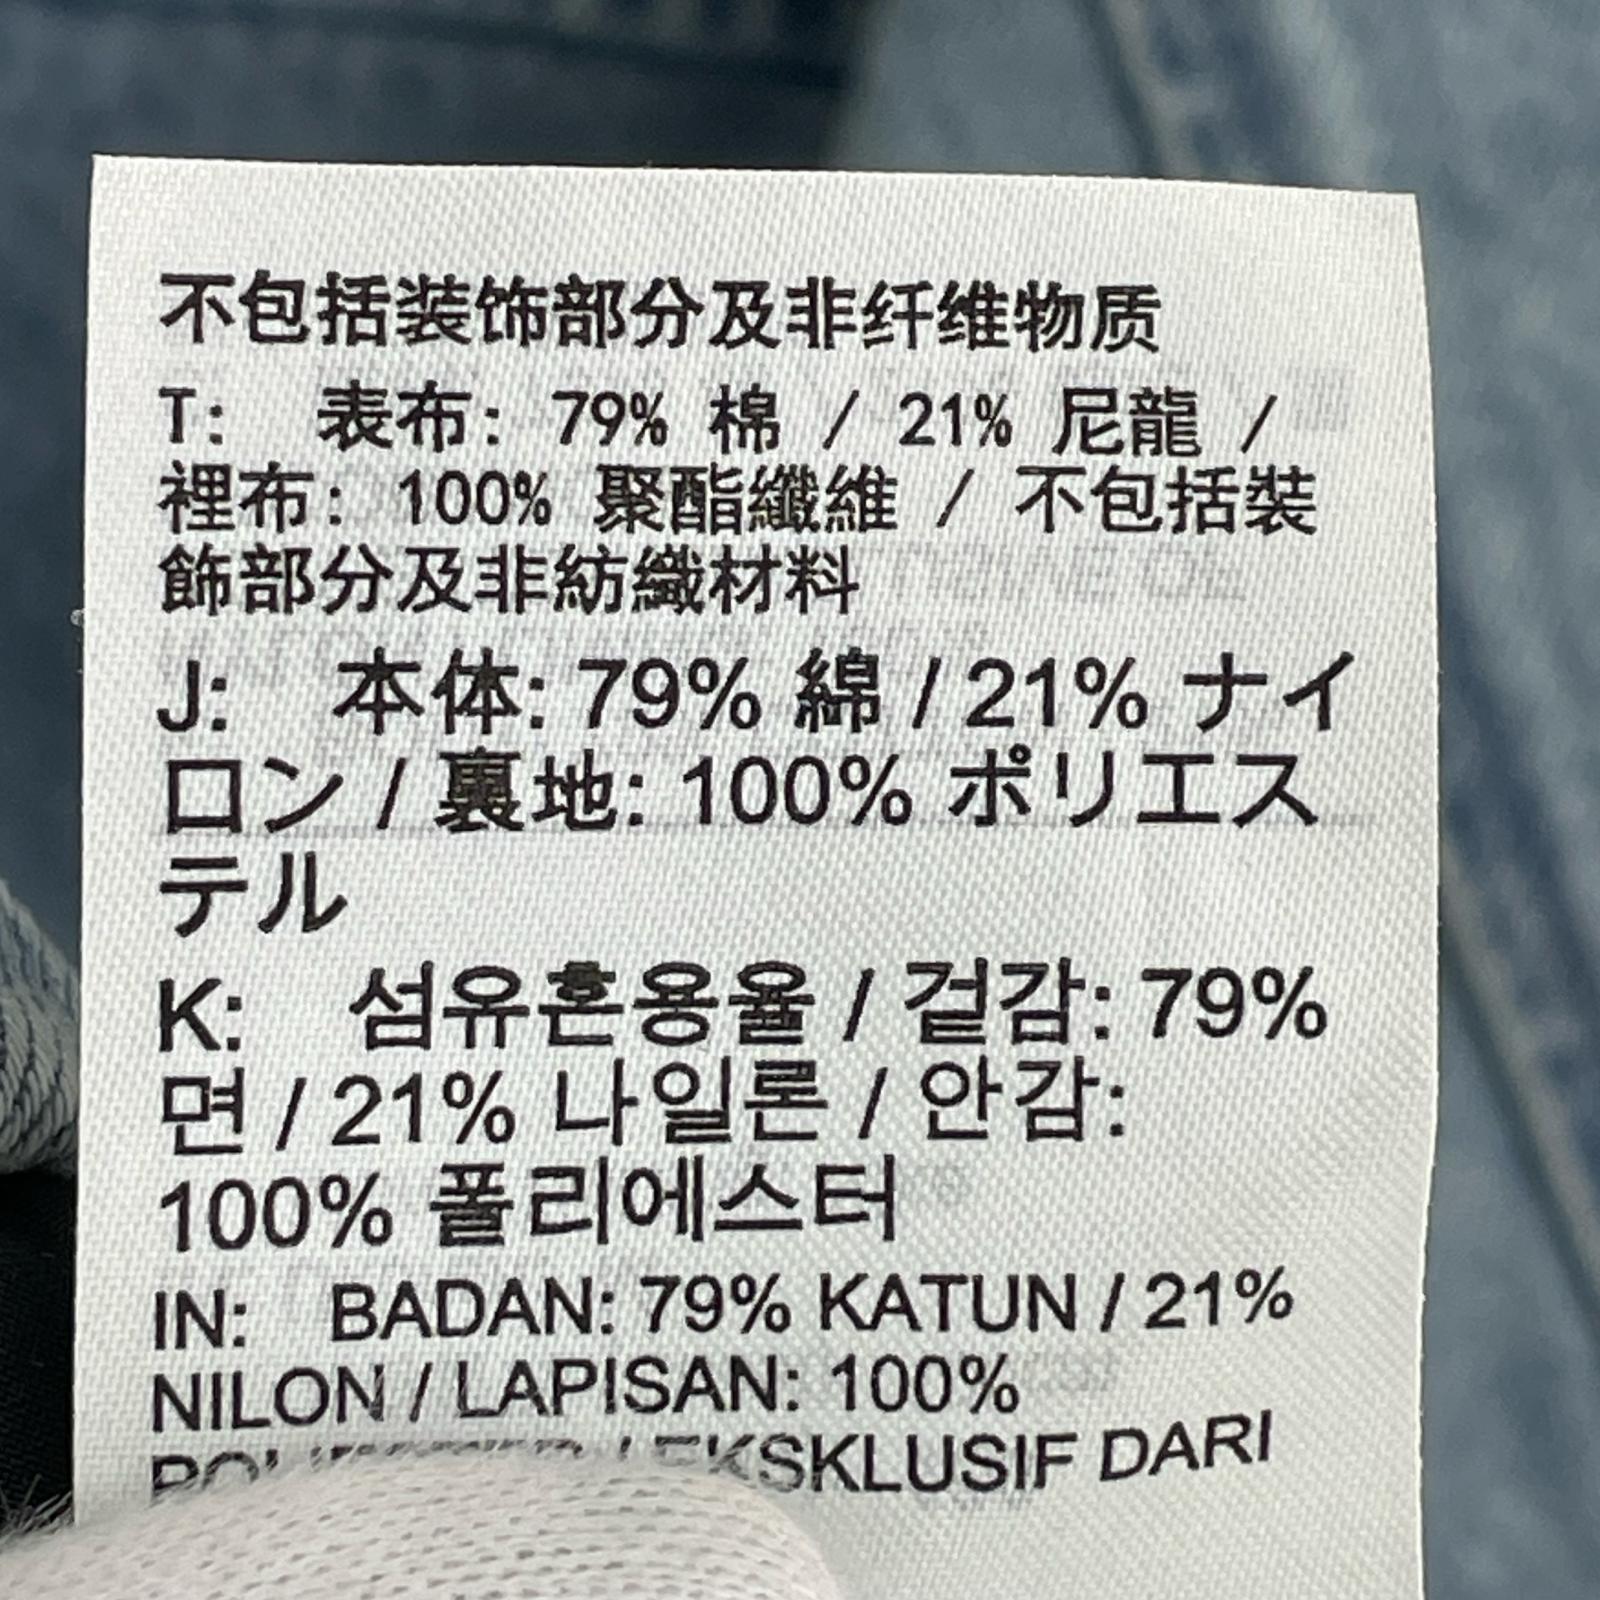 不包括装饰部分及非纤维物质
T: 表布: 79% 棉 / 21% 尼龍 /
裡布: 100% 聚酯纖維 / 不包括裝
飾部分及非紡織材料
J: 本体: 79% 綿 / 21% ナイ
ロン / 裏地: 100% ポリエス
テル
K: 섬유혼용율 / 겉감: 79%
면 / 21% 나일론 / 안감:
100% 폴리에스터
IN: BADAN: 79% KATUN / 21%
NILON / LAPISAN: 100%
EKSKLUSIF DARI